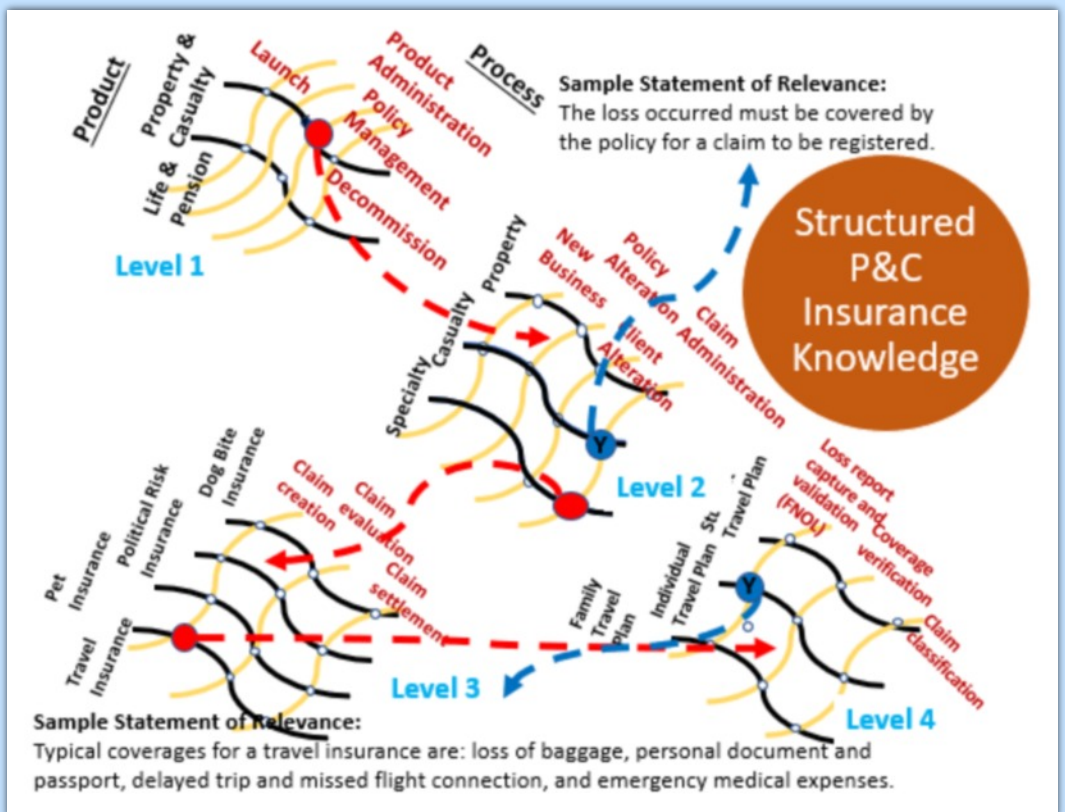 Product
Property &
Casualty
Life &
Pension
Launch
Product
Administration
Policy
Management
Decommission
Process
Level 1
Sample Statement of Relevance:
The loss occurred must be covered by
the policy for a claim to be registered.
Structured
P&C
Insurance
Knowledge
Property
Casualty
Specialty
New
Business
Policy
Alteration
Client
Alteration
Claim
Administration
Y
Level 2
Dog Bite
Insurance
Political Risk
Insurance
Pet
Insurance
Travel
Insurance
Claim
creation
Claim
evaluation
Claim
settlement
Level 3
Travel Plan
Individual
Travel Plan
Family
Travel
Plan
Loss report
capture and
validation
(FNOL)
Coverage
verification
Claim
classification
Y
Level 4
Sample Statement of Relevance:
Typical coverages for a travel insurance are: loss of baggage, personal document and
passport, delayed trip and missed flight connection, and emergency medical expenses.